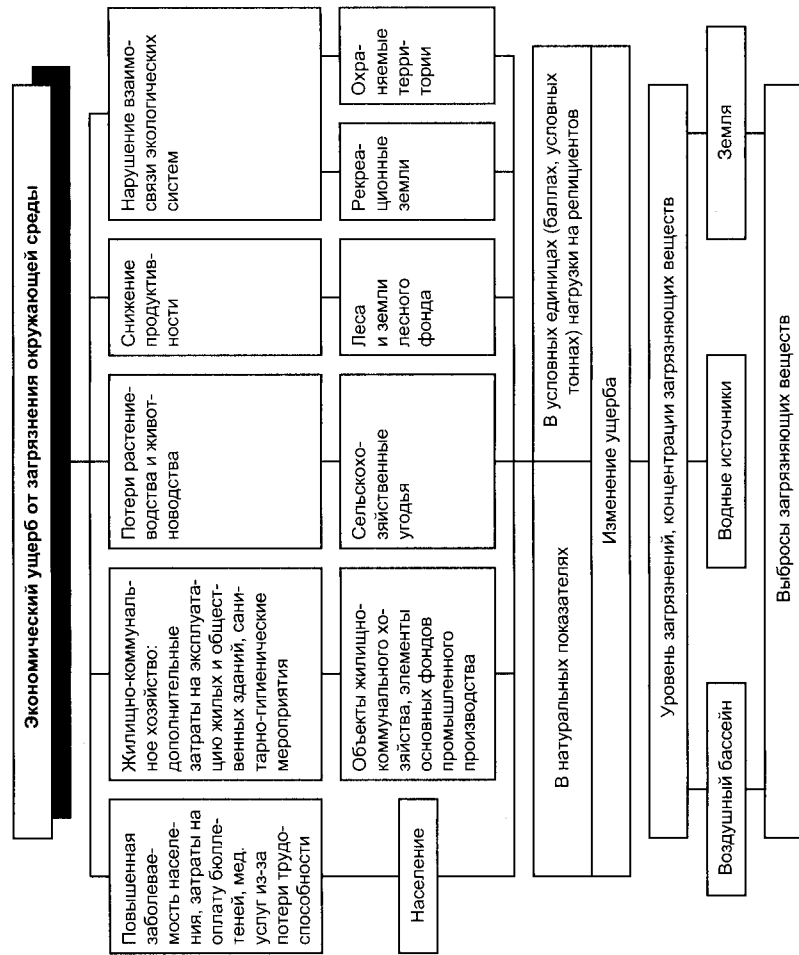 Экономический ущерб от загрязнения окружающей среды
Повышенная
заболевае-
мость населе-
ния, затраты на
оплату бюлле-
теней, мед.
услуг из-за
потери трудо-
способности
Жилищно-коммуналь-
ное хозяйство:
дополнительные
затраты на эксплуата-
цию жилых и общест-
венных зданий, сани-
тарно-гигиенические
мероприятия
Потери растение-
водства и живот-
новодства
Снижение
продуктив-
ности
Нарушение взаимо-
связи экологических
систем
Население
Объекты жилищно-
коммунального хо-
зяйства, элементы
основных фондов
промышленного
производства
Сельскохо-
зяйственные
угодья
Леса
и земли
лесного
фонда
Рекреа-
ционные
земли
Охра-
няемые
терри-
тории
В натуральных показателях
В условных единицах (баллах, условных
тоннах) нагрузки на репициентов
Изменение ущерба
Уровень загрязнений, концентрации загрязняющих веществ
Воздушный бассейн
Водные источники
Земля
Выбросы загрязняющих веществ